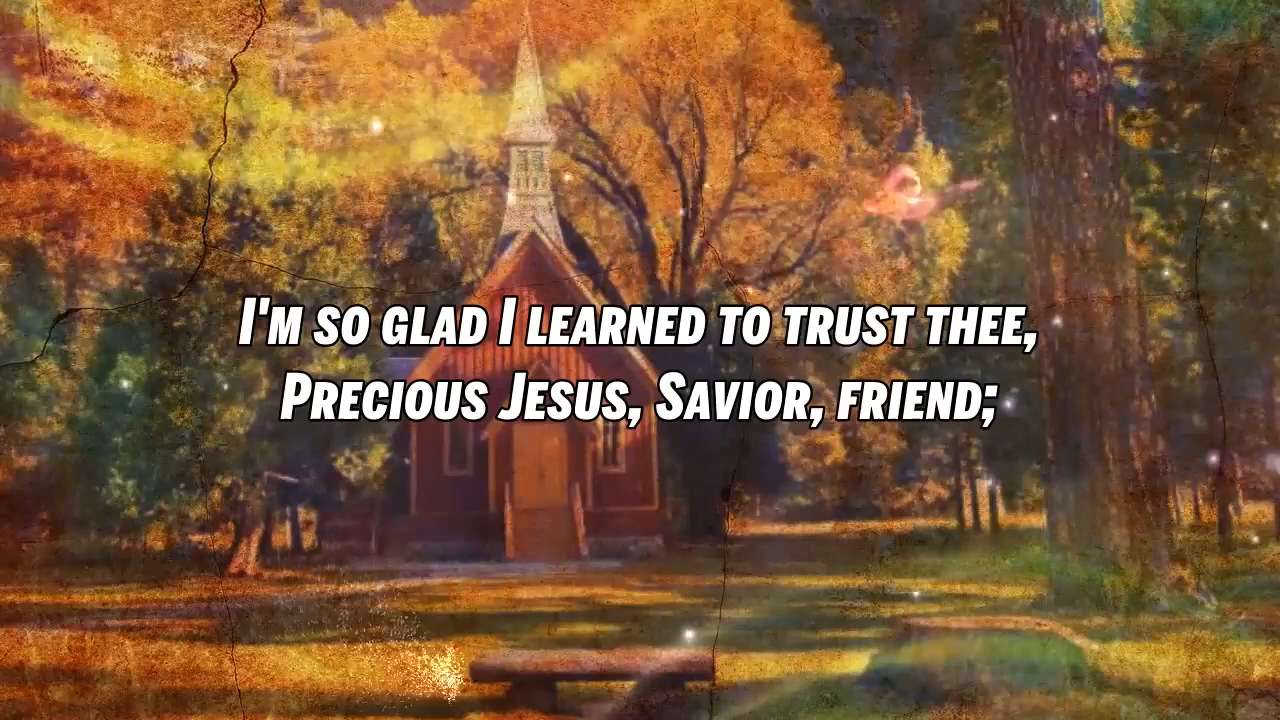 I'm so glad I learned to trust thee,
Precious Jesus, Savior, friend;